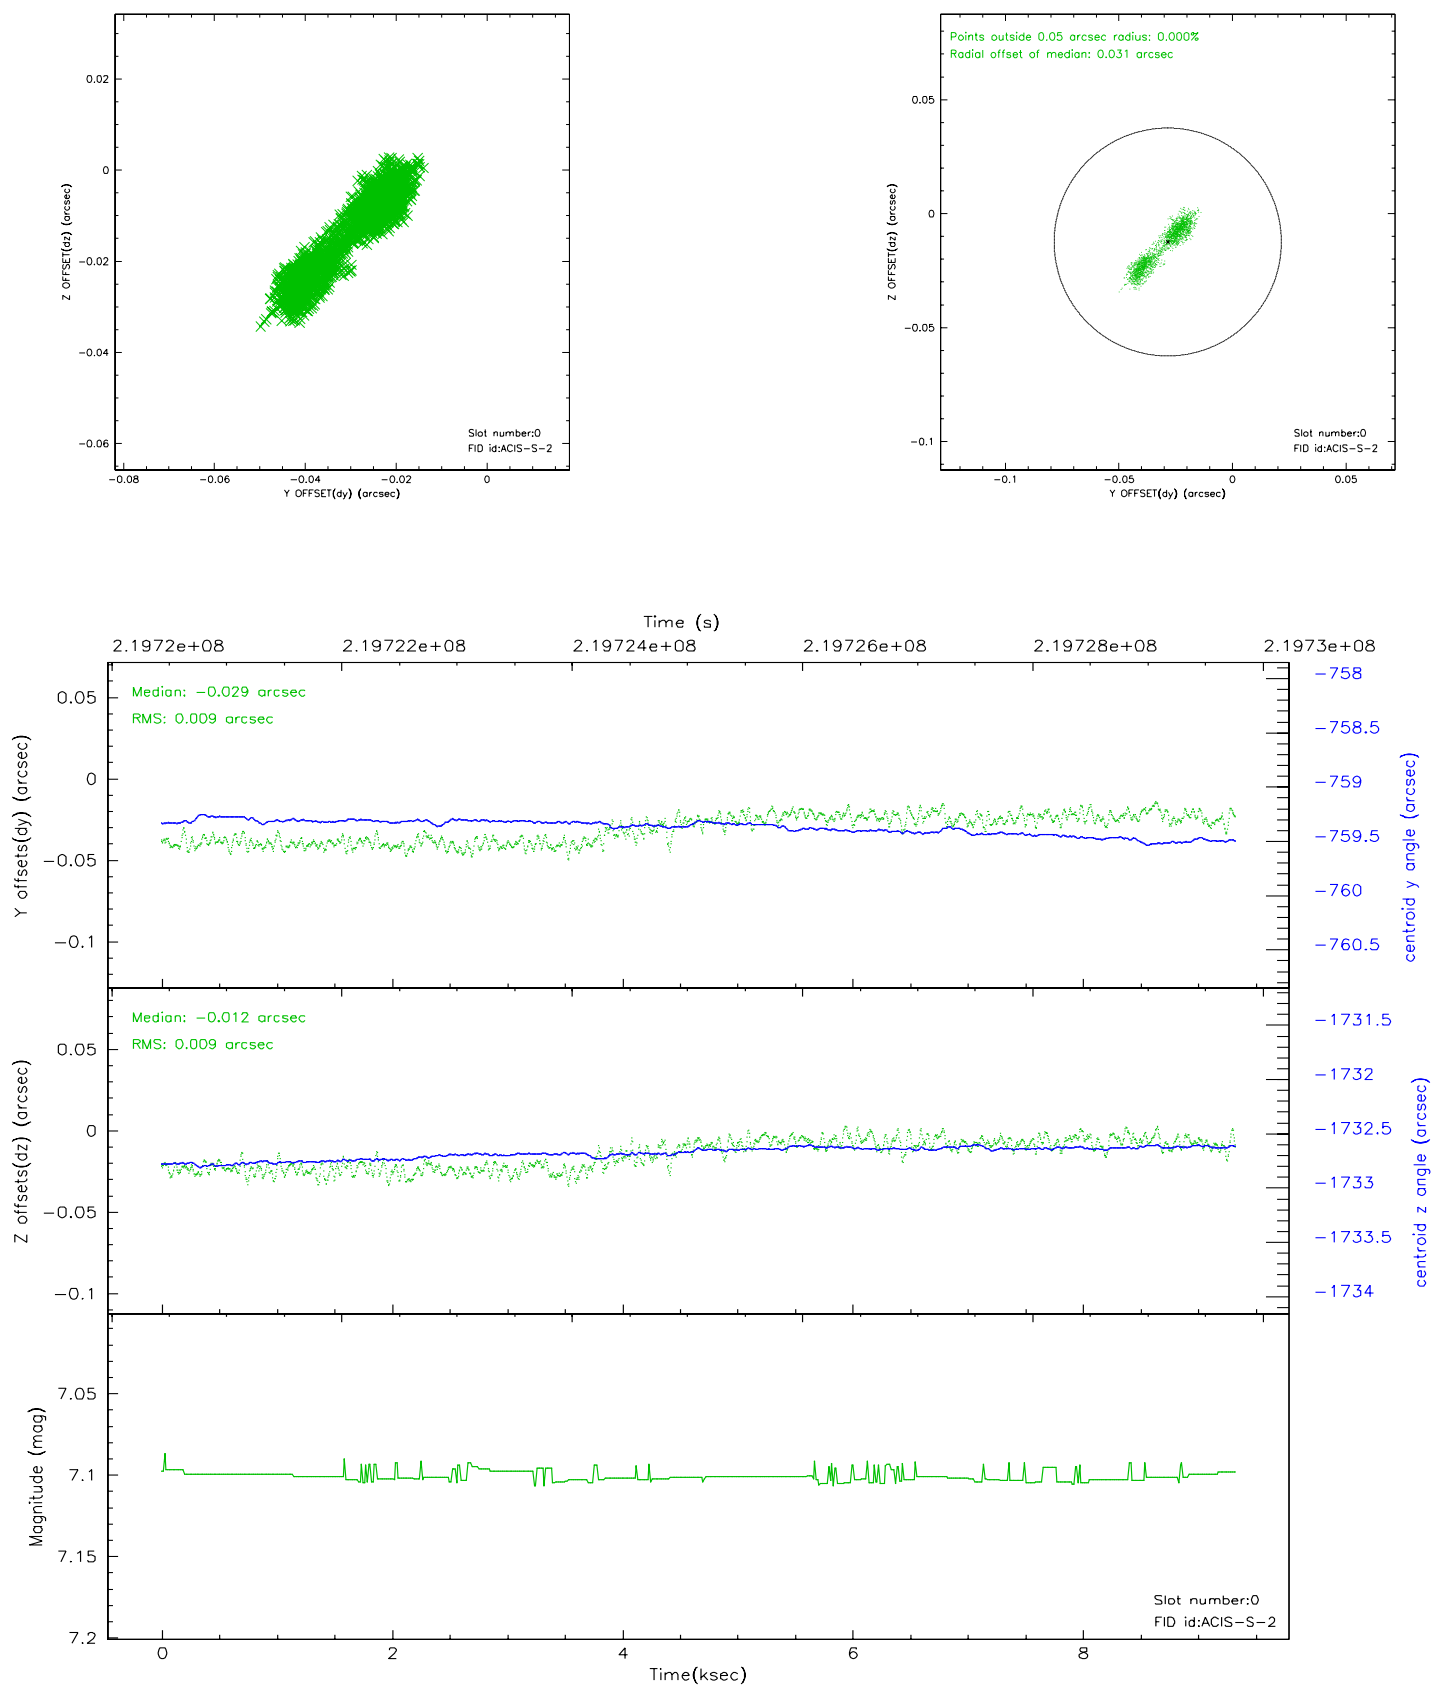 0.02
0
-0.02
-0.04
-0.06
Z OFFSET(dz) (arcsec)
Slot number:0
FID id:ACIS-S-2
-0.08
-0.06
-0.04
-0.02
0
Y OFFSET(dy) (arcsec)
Points outside 0.05 arcsec radius: 0.000%
Radial offset of median: 0.031 arcsec
0.05
0
-0.05
-0.1
Z OFFSET(dz) (arcsec)
Slot number:0
FID id:ACIS-S-2
-0.1
-0.05
0
0.05
Y OFFSET(dy) (arcsec)
Time (s)
2.1972e+08
2.19722e+08
2.19724e+08
2.19726e+08
2.19728e+08
2.1973e+08
Median: -0.029 arcsec
RMS: 0.009 arcsec
0.05
0
-0.05
-0.1
Y offsets(dy) (arcsec)
-758
-758.5
-759
-759.5
-760
-760.5
centroid y angle (arcsec)
Median: -0.012 arcsec
RMS: 0.009 arcsec
0.05
0
-0.05
-0.1
Z offsets(dz) (arcsec)
-1731.5
-1732
-1732.5
-1733
-1733.5
-1734
centroid z angle (arcsec)
7.05
7.1
7.15
7.2
Magnitude (mag)
Slot number:0
FID id:ACIS-S-2
0
2
4
6
8
Time(ksec)